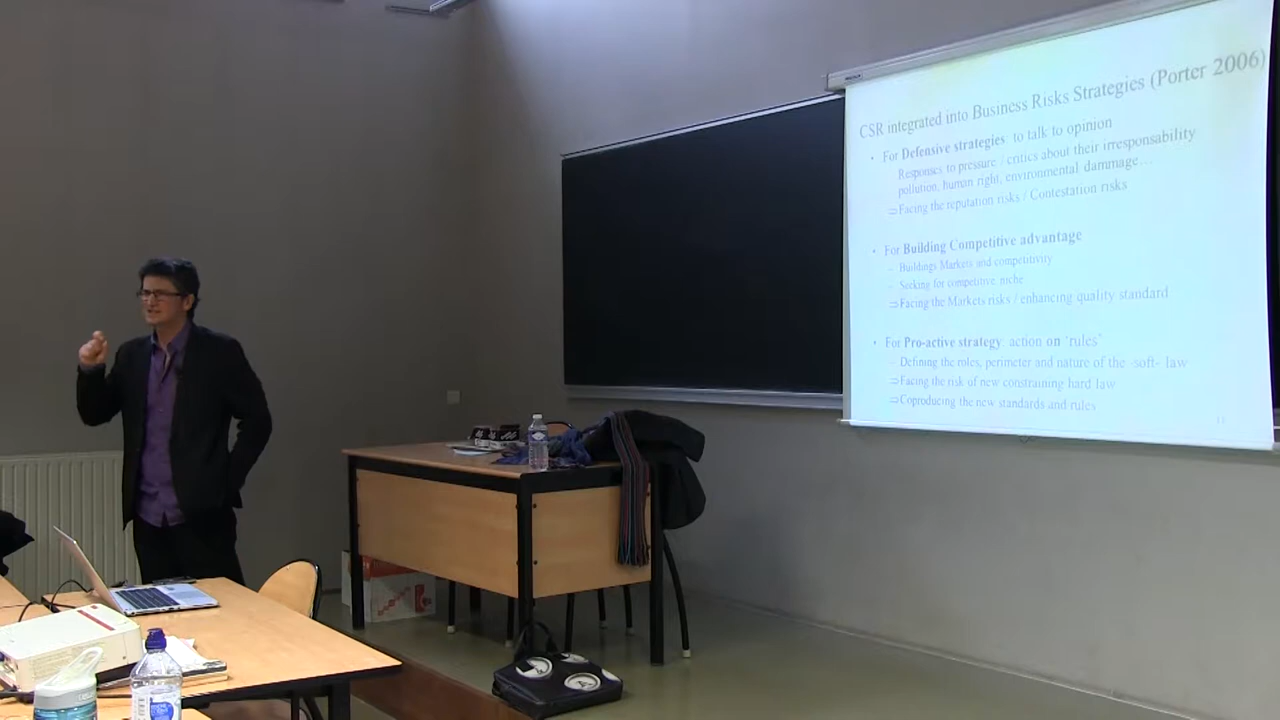 CSR integrated into Business Risks Strategies (Porter 2006)
• For Defensive strategies: to talk to opinion
Responses to pressure / critics about their irresponsability
pollution, human right, environmental dammage…
⇒Facing the reputation risks / Contestation risks
• For Building Competitive advantage
– Buildings Markets and competitivity
– Seeking for competitive niche
⇒Facing the Markets risks / enhancing quality standard
• For Pro-active strategy: action on ‘rules’
– Defining the roles, perimeter and nature of the -soft- law
⇒Facing the risk of new constraining hard law
⇒Coproducing the new standards and rules